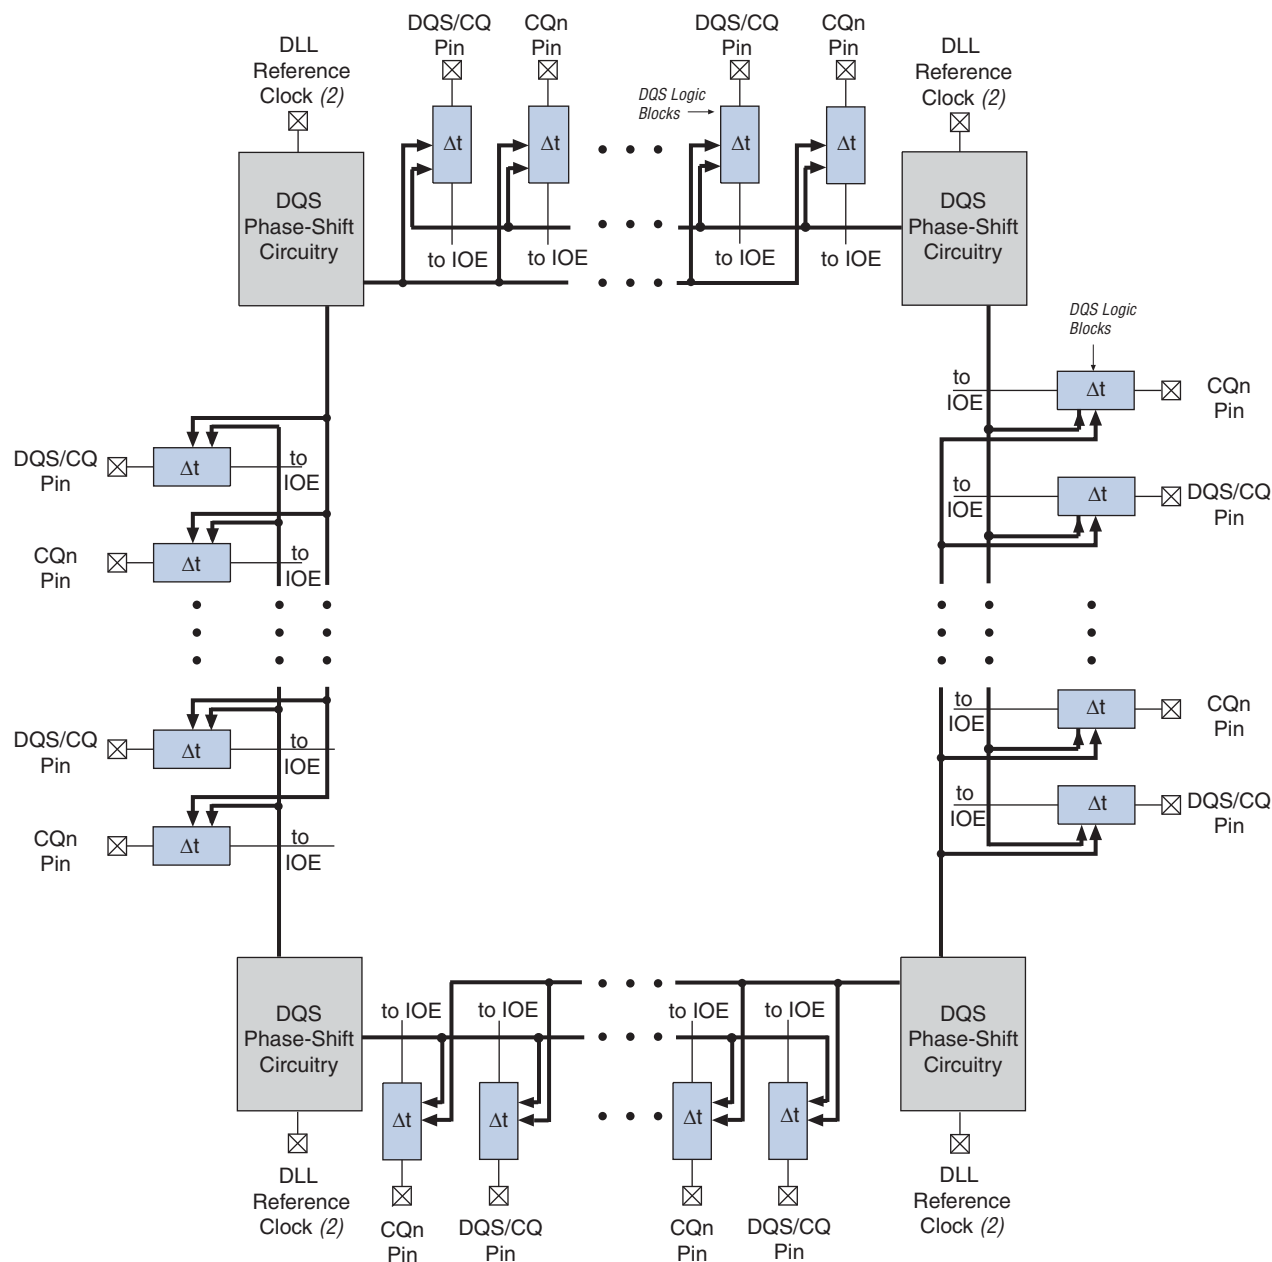 DQS/CQ
Pin
CQn
Pin
DQS/CQ
Pin
CQn
Pin
DLL
Reference
Clock (2)
DLL
Reference
Clock (2)
DQS Logic
Blocks
Δt
Δt
Δt
Δt
DQS
Phase-Shift
Circuitry
DQS
Phase-Shift
Circuitry
to IOE
to IOE
to IOE
to IOE
DQS Logic
Blocks
DQS/CQ
Pin
Δt
to
IOE
CQn
Pin
Δt
to
IOE
to
IOE
Δt
CQn
Pin
to
IOE
Δt
DQS/CQ
Pin
DQS/CQ
Pin
Δt
to
IOE
CQn
Pin
Δt
to
IOE
to
IOE
Δt
CQn
Pin
to
IOE
Δt
DQS/CQ
Pin
DQS
Phase-Shift
Circuitry
to IOE
to IOE
to IOE
to IOE
DQS
Phase-Shift
Circuitry
Δt
Δt
Δt
Δt
DLL
Reference
Clock (2)
CQn
Pin
DQS/CQ
Pin
CQn
Pin
DQS/CQ
Pin
DLL
Reference
Clock (2)